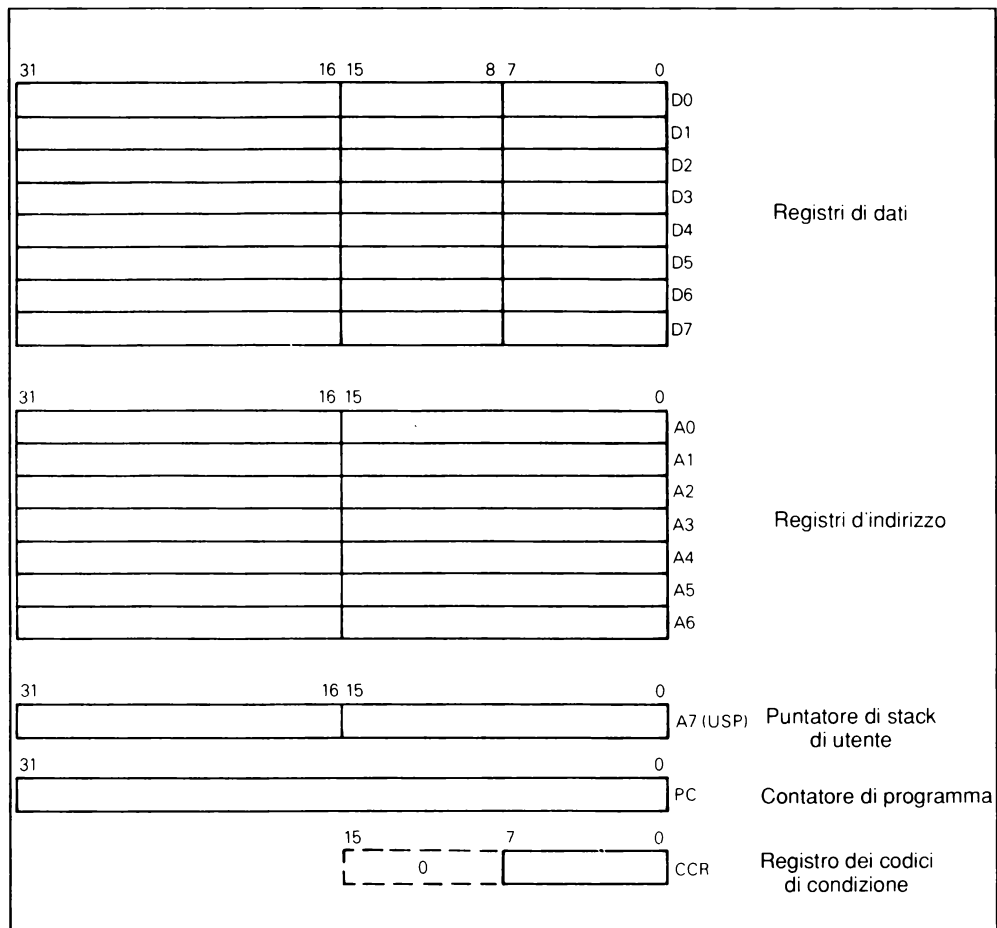 31 16 15 8 7 0
D0
D1
D2
D3
Registri di dati
D4
D5
D6
D7
31 16 15 0
A0
A1
A2
A3
Registri d'indirizzo
A4
A5
A6
31 16 15 0
A7 (USP) Puntatore di stack
di utente
31 0
PC Contatore di programma
15 7 0
0 CCR Registro dei codici
di condizione